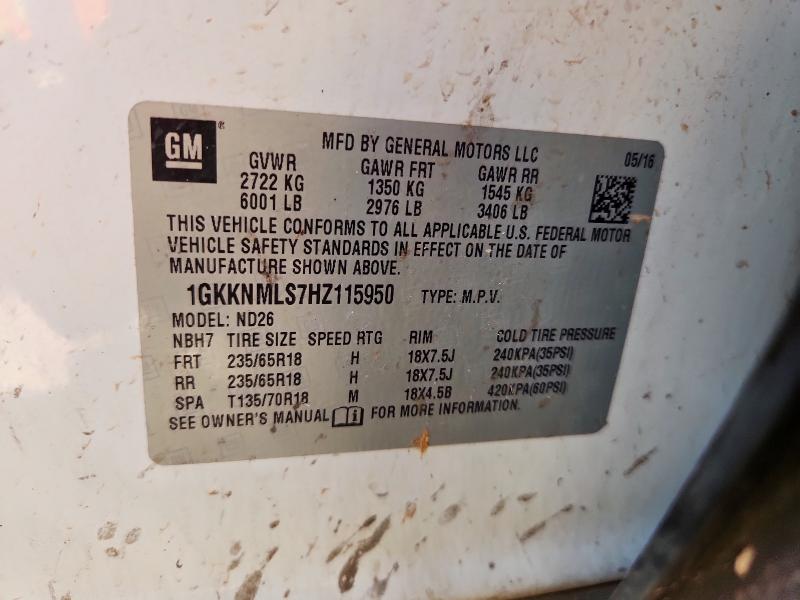 GM
MFD BY GENERAL MOTORS LLC 05/16
GVWR GAWR FRT GAWR RR
2722 KG 1350 KG 1545 KG
6001 LB 2976 LB 3406 LB
THIS VEHICLE CONFORMS TO ALL APPLICABLE U.S. FEDERAL MOTOR
VEHICLE SAFETY STANDARDS IN EFFECT ON THE DATE OF
MANUFACTURE SHOWN ABOVE.
1GKKNMLS7HZ115950 TYPE: M.P.V.
MODEL: ND26
NBH7 TIRE SIZE SPEED RTG RIM COLD TIRE PRESSURE
FRT 235/65R18 H 18X7.5J 240KPA(35PSI)
RR 235/65R18 H 18X7.5J 240KPA(35PSI)
SPA T135/70R18 M 18X4.5B 420KPA(60PSI)
SEE OWNER'S MANUAL FOR MORE INFORMATION.